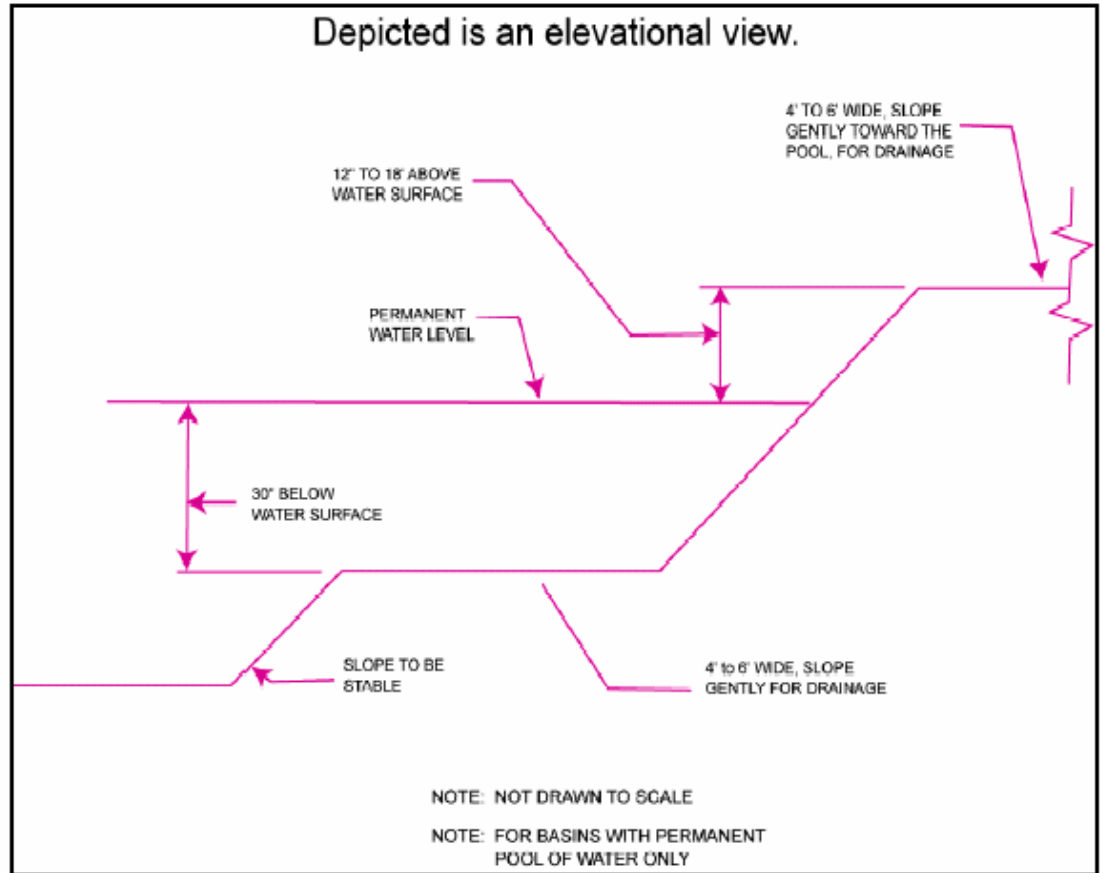 Depicted is an elevational view.
4' TO 6' WIDE, SLOPE
GENTLY TOWARD THE
POOL, FOR DRAINAGE
12" TO 18' ABOVE
WATER SURFACE
PERMANENT
WATER LEVEL
30" BELOW
WATER SURFACE
SLOPE TO BE
STABLE
4' to 6' WIDE, SLOPE
GENTLY FOR DRAINAGE
NOTE: NOT DRAWN TO SCALE
NOTE: FOR BASINS WITH PERMANENT
POOL OF WATER ONLY